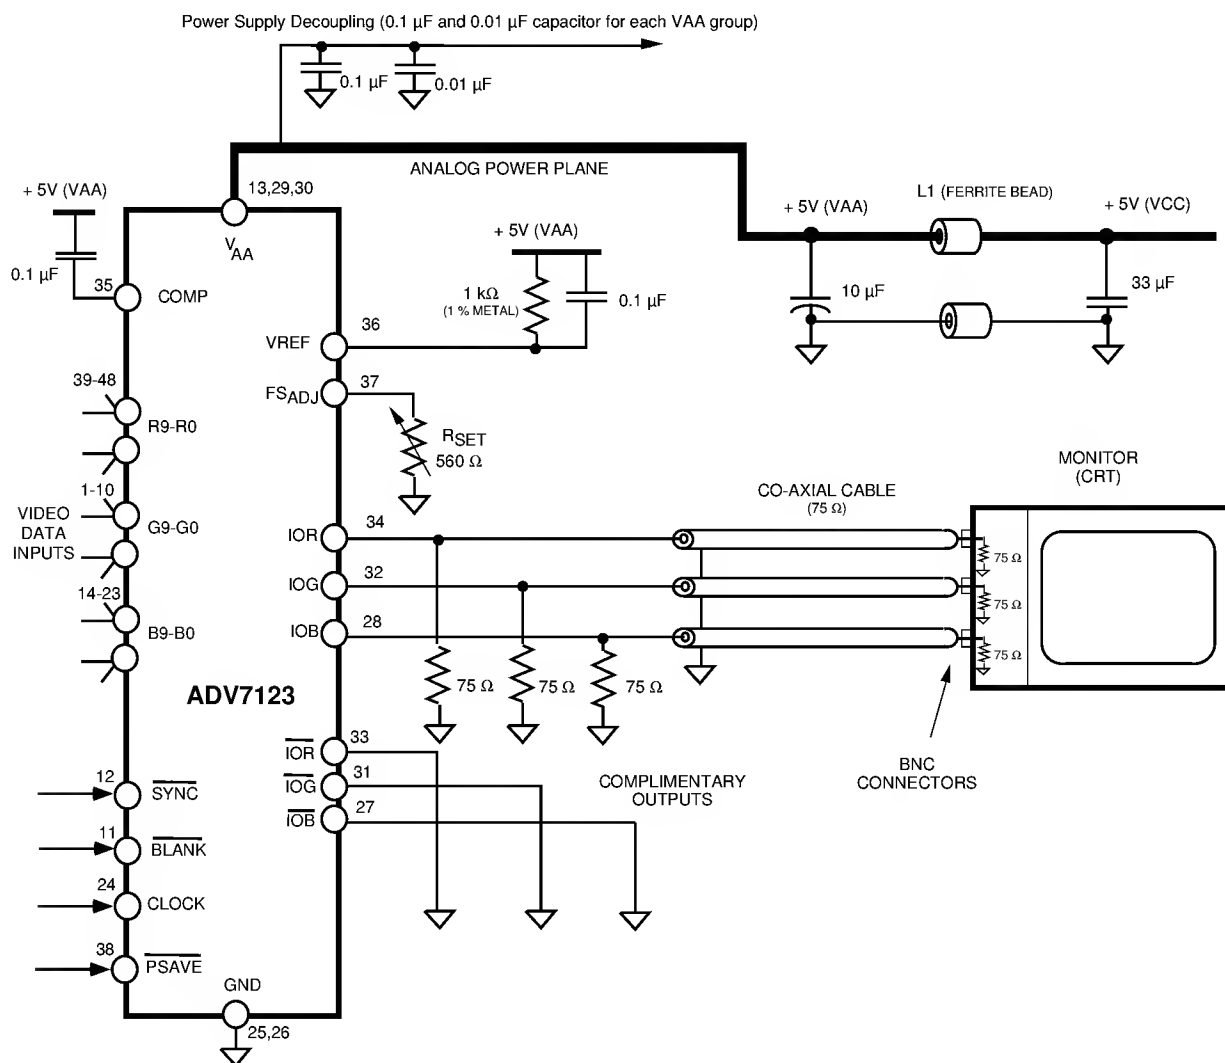 Power Supply Decoupling (0.1 µF and 0.01 µF capacitor for each VAA group)
0.1 µF
0.01 µF
ANALOG POWER PLANE
13,29,30
+ 5V (VAA)
L1 (FERRITE BEAD)
+ 5V (VAA)
+ 5V (VCC)
VAA
+ 5V (VAA)
0.1 µF
35
COMP
1 kΩ
(1 % METAL)
0.1 µF
10 µF
33 µF
36
VREF
37
FSADJ
39-48
R9-R0
RSET
560 Ω
MONITOR
(CRT)
1-10
VIDEO
DATA
INPUTS
G9-G0
CO-AXIAL CABLE
(75 Ω)
34
IOR
75 Ω
32
IOG
75 Ω
14-23
B9-B0
28
IOB
75 Ω
75 Ω
75 Ω
75 Ω
ADV7123
33
IOR
31
IOG
27
IOB
COMPLIMENTARY
OUTPUTS
BNC
CONNECTORS
12
SYNC
11
BLANK
24
CLOCK
38
PSAVE
GND
25,26